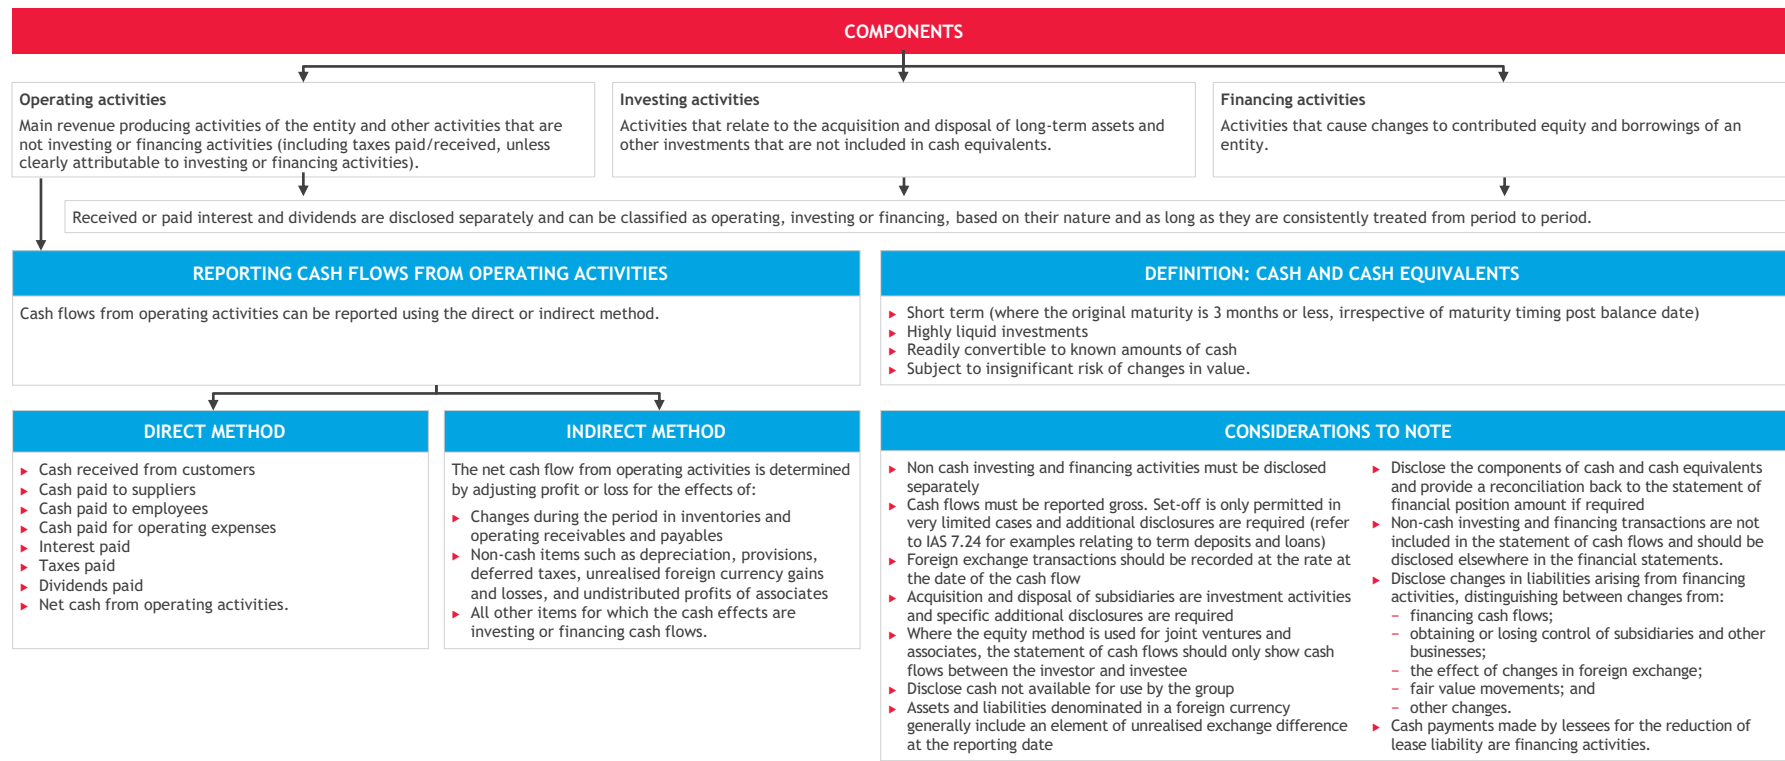 COMPONENTS
Operating activities
Main revenue producing activities of the entity and other activities that are
not investing or financing activities (including taxes paid/received, unless
clearly attributable to investing or financing activities).
Investing activities
Activities that relate to the acquisition and disposal of long-term assets and
other investments that are not included in cash equivalents.
Financing activities
Activities that cause changes to contributed equity and borrowings of an
entity.
Received or paid interest and dividends are disclosed separately and can be classified as operating, investing or financing, based on their nature and as long as they are consistently treated from period to period.
REPORTING CASH FLOWS FROM OPERATING ACTIVITIES
Cash flows from operating activities can be reported using the direct or indirect method.
DEFINITION: CASH AND CASH EQUIVALENTS
► Short term (where the original maturity is 3 months or less, irrespective of maturity timing post balance date)
► Highly liquid investments
► Readily convertible to known amounts of cash
► Subject to insignificant risk of changes in value.
DIRECT METHOD
► Cash received from customers
► Cash paid to suppliers
► Cash paid to employees
► Cash paid for operating expenses
► Interest paid
► Taxes paid
► Dividends paid
► Net cash from operating activities.
INDIRECT METHOD
The net cash flow from operating activities is determined
by adjusting profit or loss for the effects of:
► Changes during the period in inventories and
operating receivables and payables
► Non-cash items such as depreciation, provisions,
deferred taxes, unrealised foreign currency gains
and losses, and undistributed profits of associates
► All other items for which the cash effects are
investing or financing cash flows.
CONSIDERATIONS TO NOTE
► Non cash investing and financing activities must be disclosed
separately
► Cash flows must be reported gross. Set-off is only permitted in
very limited cases and additional disclosures are required (refer
to IAS 7.24 for examples relating to term deposits and loans)
► Foreign exchange transactions should be recorded at the rate at
the date of the cash flow
► Acquisition and disposal of subsidiaries are investment activities
and specific additional disclosures are required
► Where the equity method is used for joint ventures and
associates, the statement of cash flows should only show cash
flows between the investor and investee
► Disclose cash not available for use by the group
► Assets and liabilities denominated in a foreign currency
generally include an element of unrealised exchange difference
at the reporting date
► Disclose the components of cash and cash equivalents
and provide a reconciliation back to the statement of
financial position amount if required
► Non-cash investing and financing transactions are not
included in the statement of cash flows and should be
disclosed elsewhere in the financial statements.
► Disclose changes in liabilities arising from financing
activities, distinguishing between changes from:
− financing cash flows;
− obtaining or losing control of subsidiaries and other
businesses;
− the effect of changes in foreign exchange;
− fair value movements; and
− other changes.
► Cash payments made by lessees for the reduction of
lease liability are financing activities.